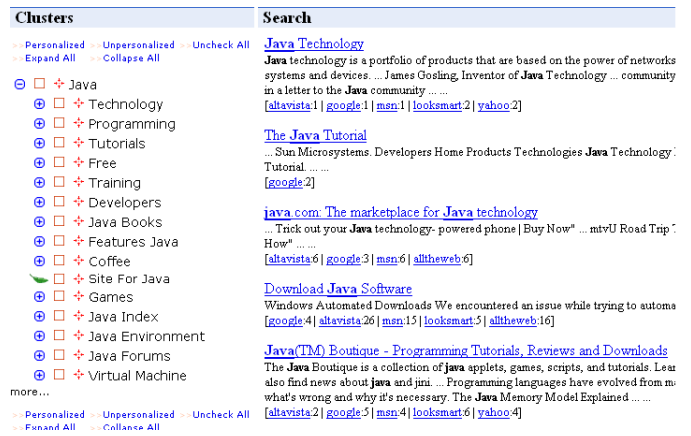 Clusters
>>Personalized >>Unpersonalized >>Uncheck All
>>Expand All >>Collapse All
Java
Technology
Programming
Tutorials
Free
Training
Developers
Java Books
Features Java
Coffee
Site For Java
Games
Java Index
Java Environment
Java Forums
Virtual Machine
more...
>>Personalized >>Unpersonalized >>Uncheck All
>>Expand All >>Collapse All
Search
Java Technology
Java technology is a portfolio of products that are based on the power of networks
systems and devices. ... James Gosling, Inventor of Java Technology ... community
in a letter to the Java community ... ...
[altavista:1 | google:1 | msn:1 | looksmart:2 | yahoo:2]
The Java Tutorial
... Sun Microsystems. Developers Home Products Technologies Java Technology
Tutorial. ... ...
[google:2]
java.com: The marketplace for Java technology
... Trick out your Java technology- powered phone | Buy Now" ... mtvU Road Trip
How" ... ...
[altavista:6 | google:3 | msn:6 | alltheweb:6]
Download Java Software
Windows Automated Downloads We encountered an issue while trying to
[google:4 | altavista:26 | msn:15 | looksmart:5 | alltheweb:16]
Java(TM) Boutique - Programming Tutorials, Reviews and Downloads
The Java Boutique is a collection of java applets, games, scripts, and tutorials.
also find news about java and jini. ... Programming languages have evolved from
what's wrong and why it's necessary. The Java Memory Model Explained ... ...
[altavista:2 | google:5 | msn:4 | looksmart:6 | yahoo:4]